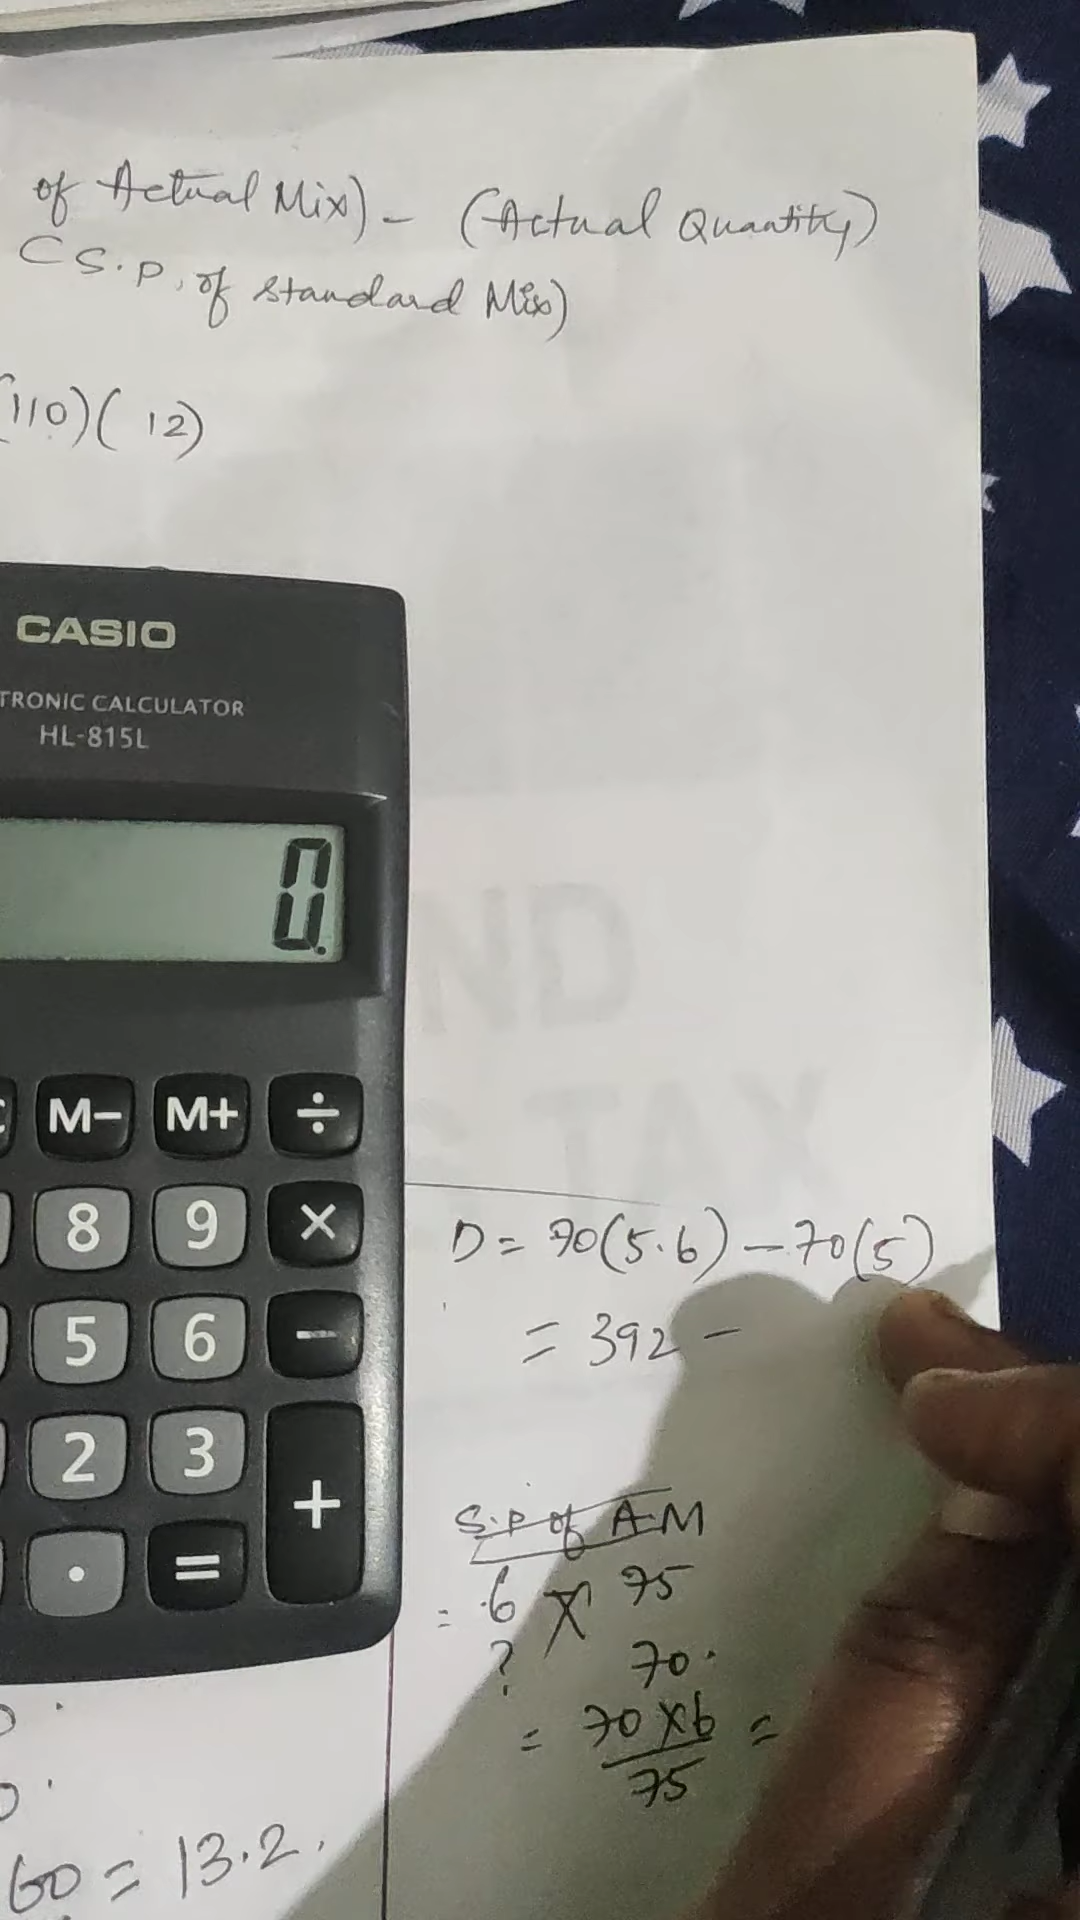 of Actual Mix) - (Actual Quantity)
(S.P. of Standard Mix)
(110)(12)
CASIO
TRONIC CALCULATOR
HL-815L
0.
M- M+ ÷
8 9 ×
5 6 -
2 3 +
. =
ND
TAX
D = 70(5.6) - 70(5)
= 392 -
S.P of A.M
= 6 X 75
? 70.
= 70 X 6 =
75
60 = 13.2.